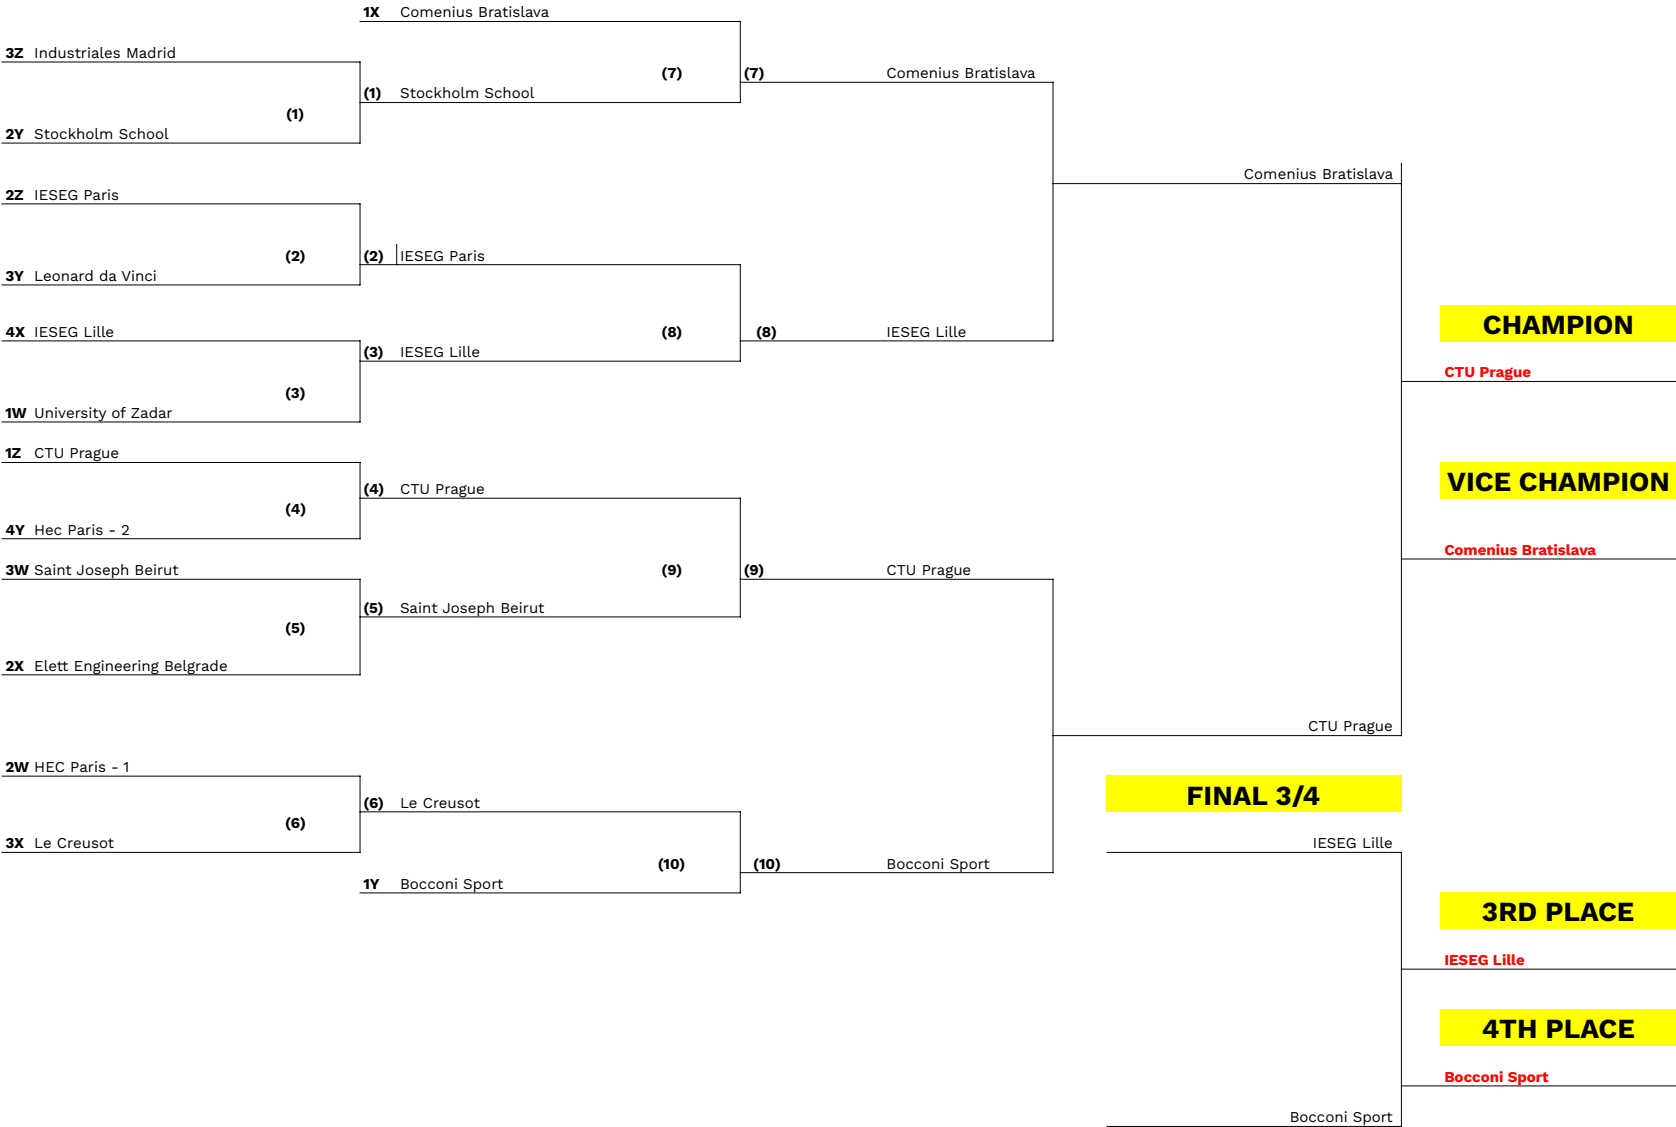 1X Comenius Bratislava
3Z Industriales Madrid
(7) (7) Comenius Bratislava
(1) Stockholm School
(1)
2Y Stockholm School
Comenius Bratislava
2Z IESEG Paris
(2) (2) IESEG Paris
3Y Leonard da Vinci
CHAMPION
4X IESEG Lille (8) (8) IESEG Lille
(3) IESEG Lille
CTU Prague
(3)
1W University of Zadar
1Z CTU Prague
VICE CHAMPION
(4) CTU Prague
(4)
4Y Hec Paris - 2
Comenius Bratislava
3W Saint Joseph Beirut (9) (9) CTU Prague
(5) Saint Joseph Beirut
(5)
2X Elett Engineering Belgrade
CTU Prague
2W HEC Paris - 1
FINAL 3/4
(6) Le Creusot
(6)
3X Le Creusot IESEG Lille
(10) (10) Bocconi Sport
1Y Bocconi Sport
3RD PLACE
IESEG Lille
4TH PLACE
Bocconi Sport
Bocconi Sport